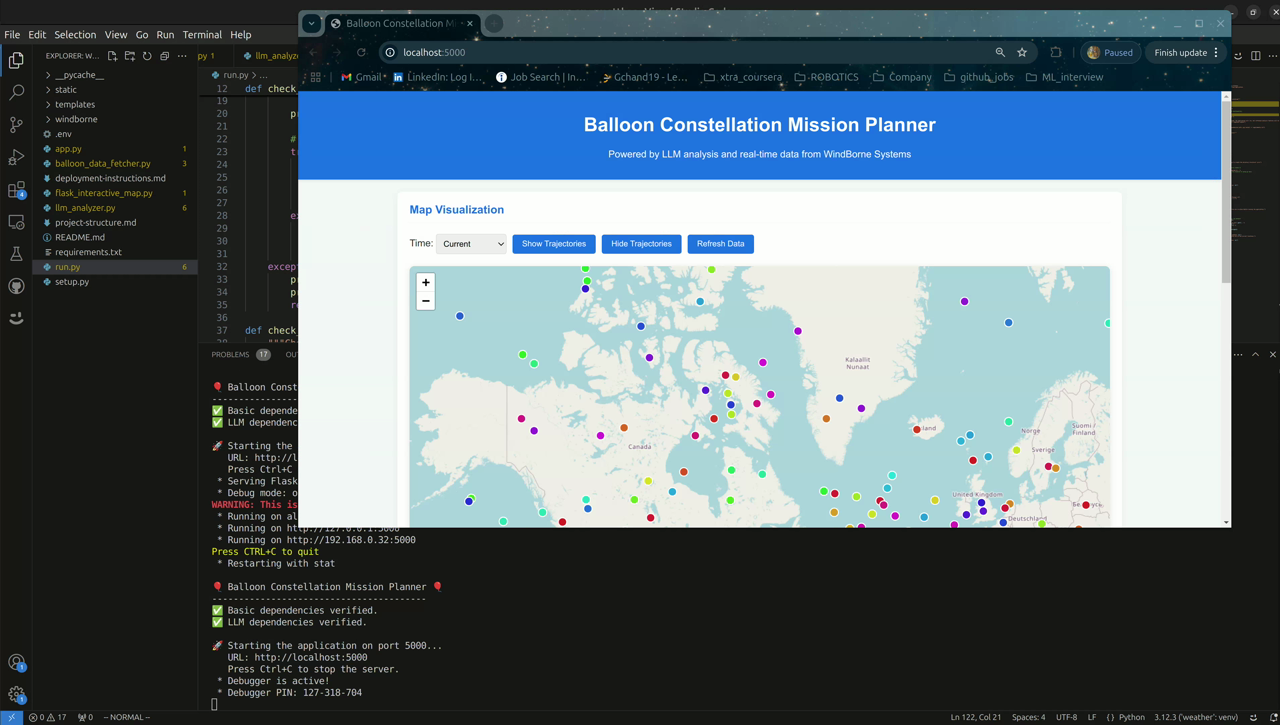 File Edit Selection View Go Run Terminal Help
EXPLORER: W...
__pycache__
static
templates
windborne
.env
app.py 1
balloon_data_fetcher.py 3
deployment-instructions.md
flask_interactive_map.py 1
llm_analyzer.py 6
project-structure.md
README.md
requirements.txt
run.py 6
setup.py
4
1
1
py 1
llm_analyz
run.py > ...
12 def check
19
20
21
22 #
23
24
25
26
27
28
29
30
31
32 except
33
34
35
36
37 def check
38
PROBLEMS 17
Balloon Const
--------------
Basic depende
LLM dependenc
Starting the
URL: http://l
Press Ctrl+C
* Serving Flask
* Debug mode: o
WARNING: This is
* Running on al
* Running on http://127.0.0.1:5000
* Running on http://192.168.0.32:5000
Press CTRL+C to quit
* Restarting with stat
Balloon Constellation Mission Planner
---------------------------------------
Basic dependencies verified.
LLM dependencies verified.
Starting the application on port 5000...
URL: http://localhost:5000
Press Ctrl+C to stop the server.
* Debugger is active!
* Debugger PIN: 127-318-704
Balloon Constellation Mi
localhost:5000
Paused
Finish update
Gmail
LinkedIn: Log I...
Job Search | In...
Gchand19 - Le...
xtra_coursera
ROBOTICS
Company
github_jobs
ML_interview
Balloon Constellation Mission Planner
Powered by LLM analysis and real-time data from WindBorne Systems
Map Visualization
Time: Current Show Trajectories Hide Trajectories Refresh Data
+
−
Kalaallit
Nunaat
Canada
Norge
Suomi /
Finland
Sverige
United Kingdom
Deutschland
0 17 0 -- NORMAL --
Ln 122, Col 21 Spaces: 4 UTF-8 LF Python 3.12.3 ('weather': venv)